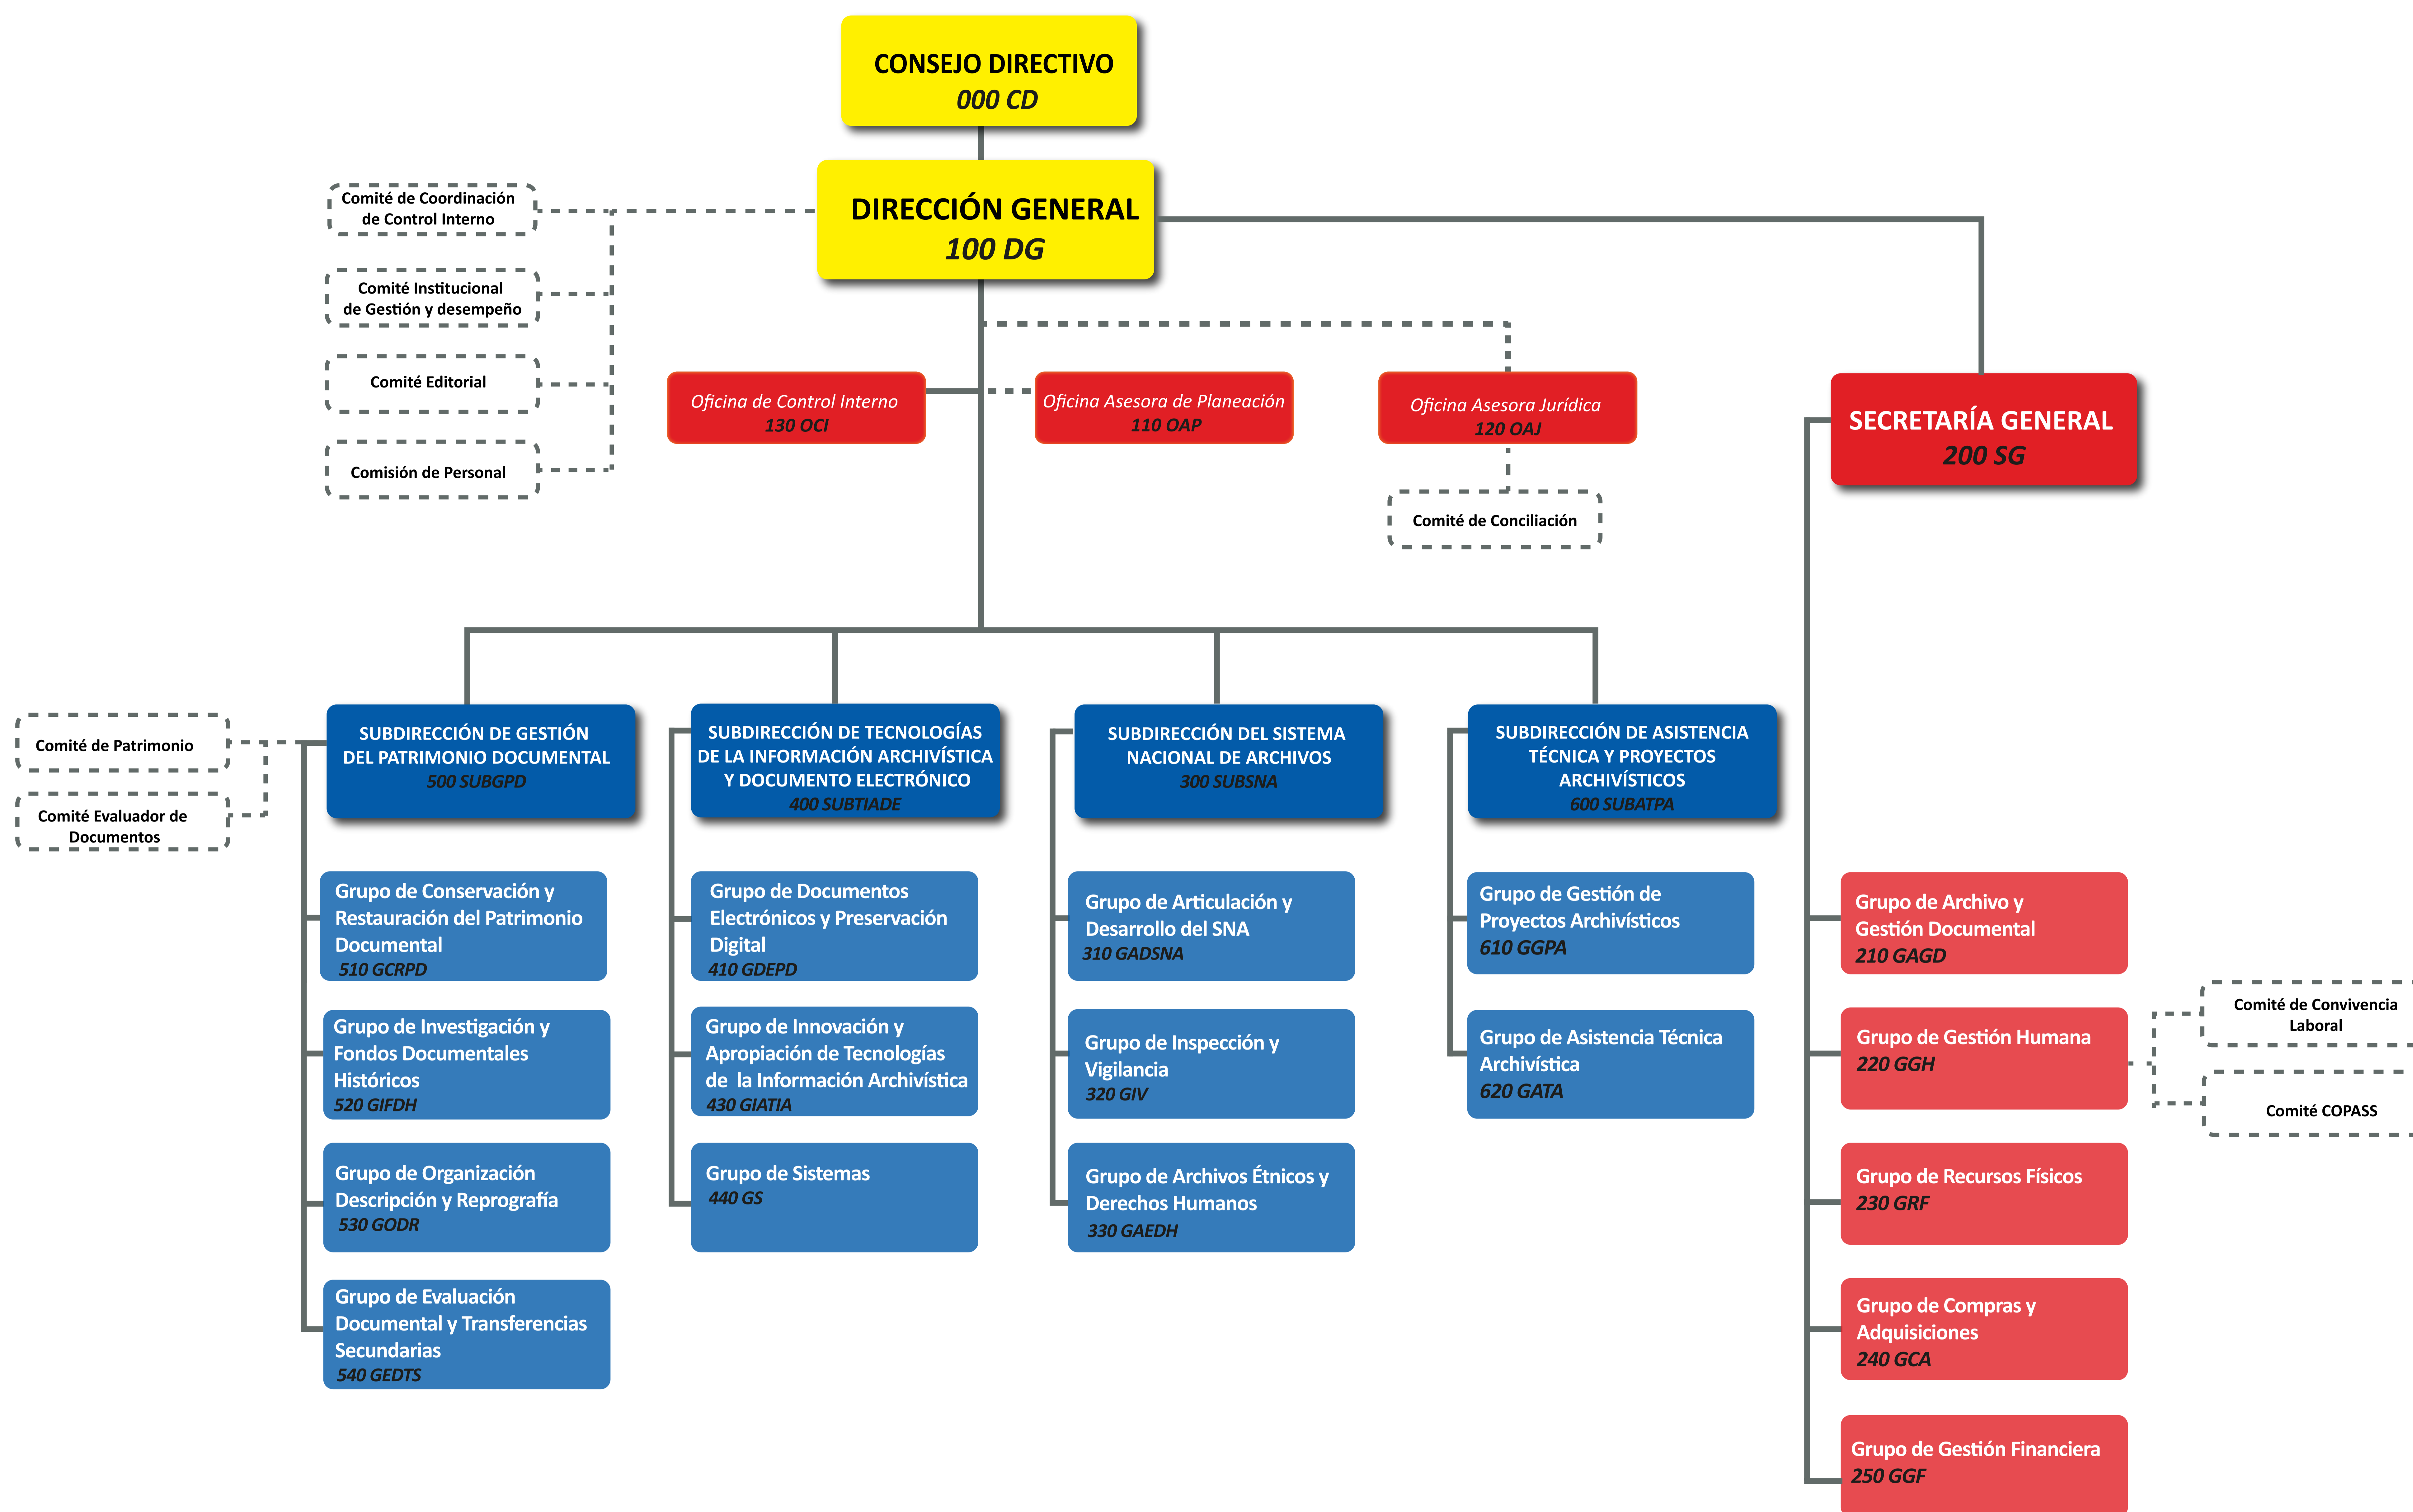 CONSEJO DIRECTIVO
000 CD
DIRECCIÓN GENERAL
100 DG
Comité de Coordinación
de Control Interno
Comité Institucional
de Gestión y desempeño
Comité Editorial
Comisión de Personal
Oficina de Control Interno
130 OCI
Oficina Asesora de Planeación
110 OAP
Oficina Asesora Jurídica
120 OAJ
Comité de Conciliación
SECRETARÍA GENERAL
200 SG
Comité de Patrimonio
Comité Evaluador de
Documentos
SUBDIRECCIÓN DE GESTIÓN
DEL PATRIMONIO DOCUMENTAL
500 SUBGPD
SUBDIRECCIÓN DE TECNOLOGÍAS
DE LA INFORMACIÓN ARCHIVÍSTICA
Y DOCUMENTO ELECTRÓNICO
400 SUBTIADE
SUBDIRECCIÓN DEL SISTEMA
NACIONAL DE ARCHIVOS
300 SUBSNA
SUBDIRECCIÓN DE ASISTENCIA
TÉCNICA Y PROYECTOS
ARCHIVÍSTICOS
600 SUBATPA
Grupo de Conservación y
Restauración del Patrimonio
Documental
510 GCRPD
Grupo de Investigación y
Fondos Documentales
Históricos
520 GIFDH
Grupo de Organización
Descripción y Reprografía
530 GODR
Grupo de Evaluación
Documental y Transferencias
Secundarias
540 GEDTS
Grupo de Documentos
Electrónicos y Preservación
Digital
410 GDEPD
Grupo de Innovación y
Apropiación de Tecnologías
de la Información Archivística
430 GIATIA
Grupo de Sistemas
440 GS
Grupo de Articulación y
Desarrollo del SNA
310 GADSNA
Grupo de Inspección y
Vigilancia
320 GIV
Grupo de Archivos Étnicos y
Derechos Humanos
330 GAEDH
Grupo de Gestión de
Proyectos Archivísticos
610 GGPA
Grupo de Asistencia Técnica
Archivística
620 GATA
Grupo de Archivo y
Gestión Documental
210 GAGD
Grupo de Gestión Humana
220 GGH
Comité de Convivencia
Laboral
Comité COPASS
Grupo de Recursos Físicos
230 GRF
Grupo de Compras y
Adquisiciones
240 GCA
Grupo de Gestión Financiera
250 GGF